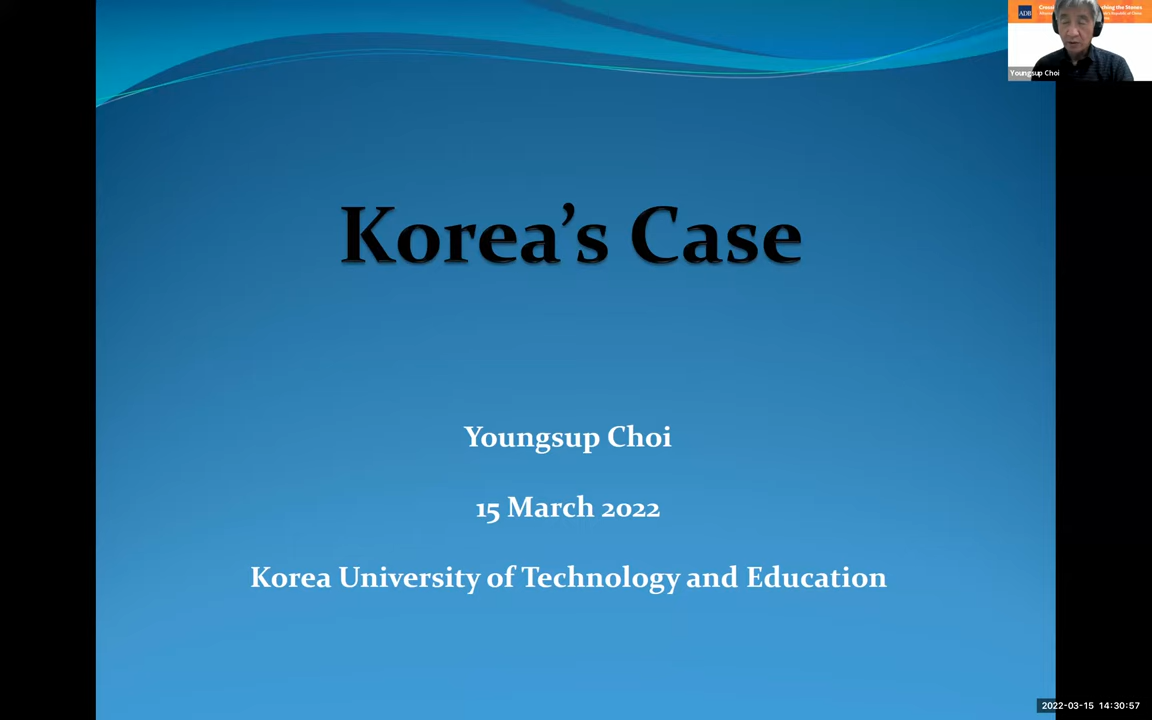 Korea's Case
Youngsup Choi
15 March 2022
Korea University of Technology and Education
ADB
Youngsup Choi
2022-03-15 14:30:57